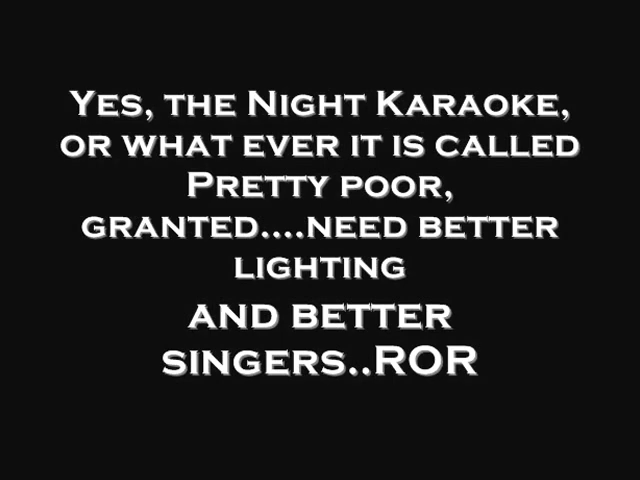 Yes, the Night Karaoke,
or what ever it is called
Pretty poor,
granted....need better
lighting
and better
singers..ROR